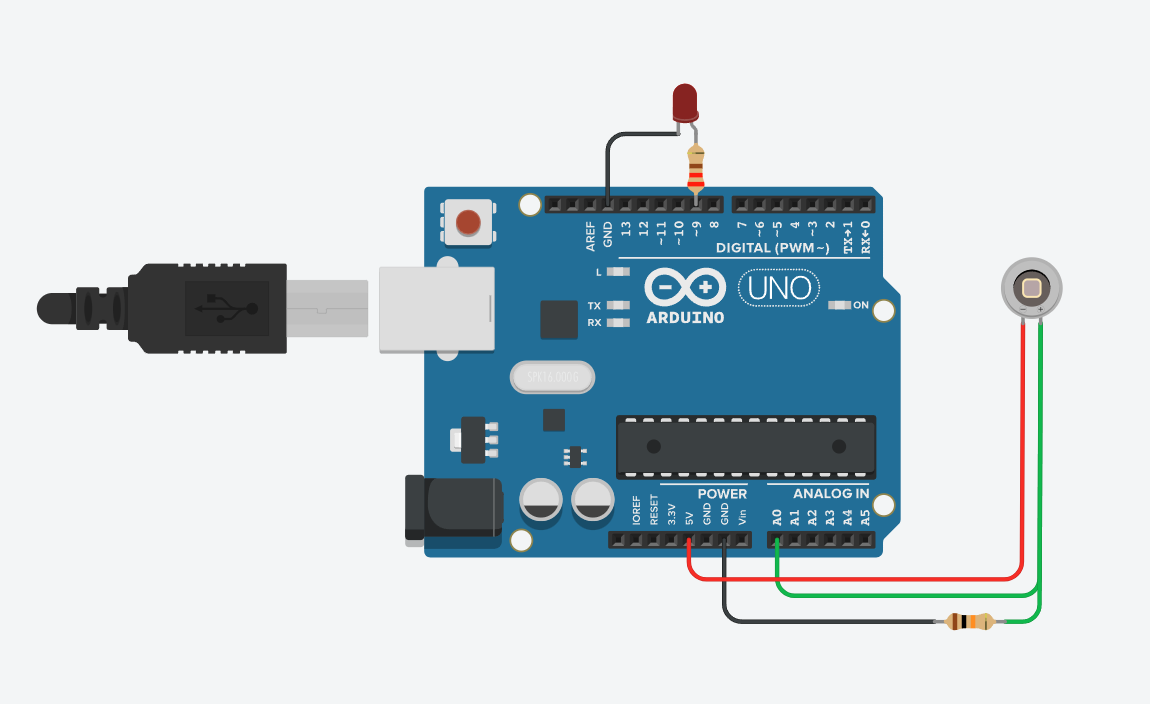 AREF
GND
13
12
~11
~10
~9
8
7
~6
~5
4
~3
2
TX→1
RX←0
DIGITAL (PWM ~)
L
TX
RX
UNO
ON
ARDUINO
SPK16.000G
IOREF
RESET
3.3V
5V
GND
GND
Vin
POWER
ANALOG IN
A0
A1
A2
A3
A4
A5